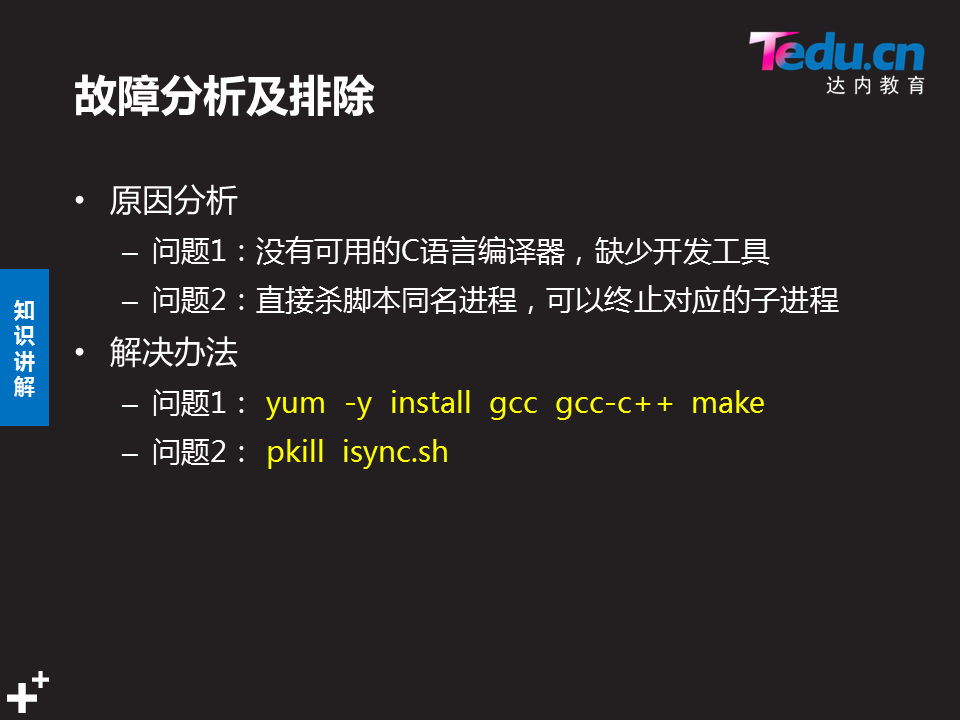 Tedu.cn
达内教育
故障分析及排除
• 原因分析
– 问题1：没有可用的C语言编译器，缺少开发工具
– 问题2：直接杀脚本同名进程，可以终止对应的子进程
知识讲解
• 解决办法
– 问题1： yum -y install gcc gcc-c++ make
– 问题2： pkill isync.sh